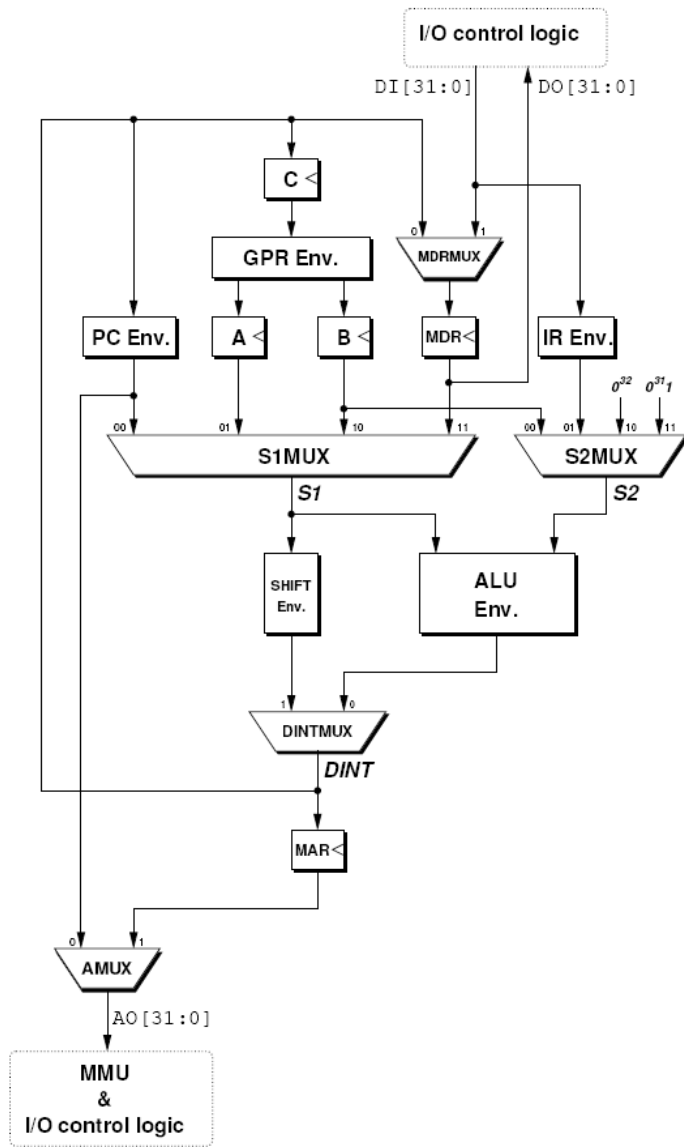 I/O control logic
DI[31:0] DO[31:0]
C <
0 1
GPR Env.
MDRMUX
PC Env. A < B < MDR < IR Env.
0^32 0^31 1
00 01 10 11 00 01 10 11
S1MUX S2MUX
S1 S2
SHIFT
Env.
ALU
Env.
1 0
DINTMUX
DINT
MAR <
0 1
AMUX
AO[31:0]
MMU
&
I/O control logic